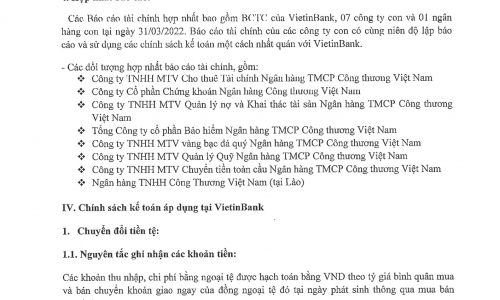 Các Báo cáo tài chính hợp nhất bao gồm BCTC của VietinBank, 07 công ty con và 01 ngân
hàng con tại ngày 31/03/2022. Báo cáo tài chính của các công ty con có cùng niên độ lập báo
cáo và sử dụng các chính sách kế toán một cách nhất quán với VietinBank.
- Các đối tượng hợp nhất báo cáo tài chính, gồm:
❖ Công ty TNHH MTV Cho thuê Tài chính Ngân hàng TMCP Công thương Việt Nam
❖ Công ty Cổ phần Chứng khoán Ngân hàng Công thương Việt Nam
❖ Công ty TNHH MTV Quản lý nợ và Khai thác tài sản Ngân hàng TMCP Công thương
Việt Nam
❖ Tổng Công ty cổ phần Bảo hiểm Ngân hàng TMCP Công thương Việt Nam
❖ Công ty TNHH MTV vàng bạc đá quý Ngân hàng TMCP Công thương Việt Nam
❖ Công ty TNHH MTV Quản lý Quỹ Ngân hàng TMCP Công thương Việt Nam
❖ Công ty TNHH MTV Chuyển tiền toàn cầu Ngân hàng TMCP Công thương Việt Nam
❖ Ngân hàng TNHH Công Thương Việt Nam (tại Lào)
IV. Chính sách kế toán áp dụng tại VietinBank
1. Chuyển đổi tiền tệ:
1.1. Nguyên tắc ghi nhận các khoản tiền:
Các khoản thu nhập, chi phí bằng ngoại tệ được hạch toán bằng VND theo tỷ giá bình quân mua
và bán chuyển khoản giao ngay của đồng ngoại tệ đó tại ngày phát sinh thông qua mua bán